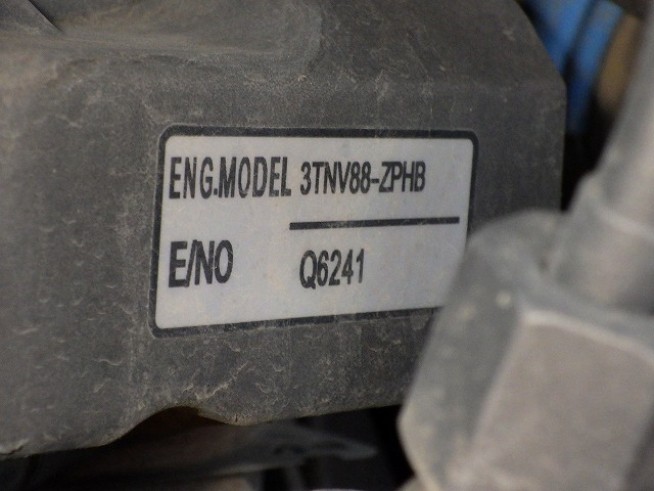 ENG.MODEL 3TNV88-ZPHB
E/NO Q6241